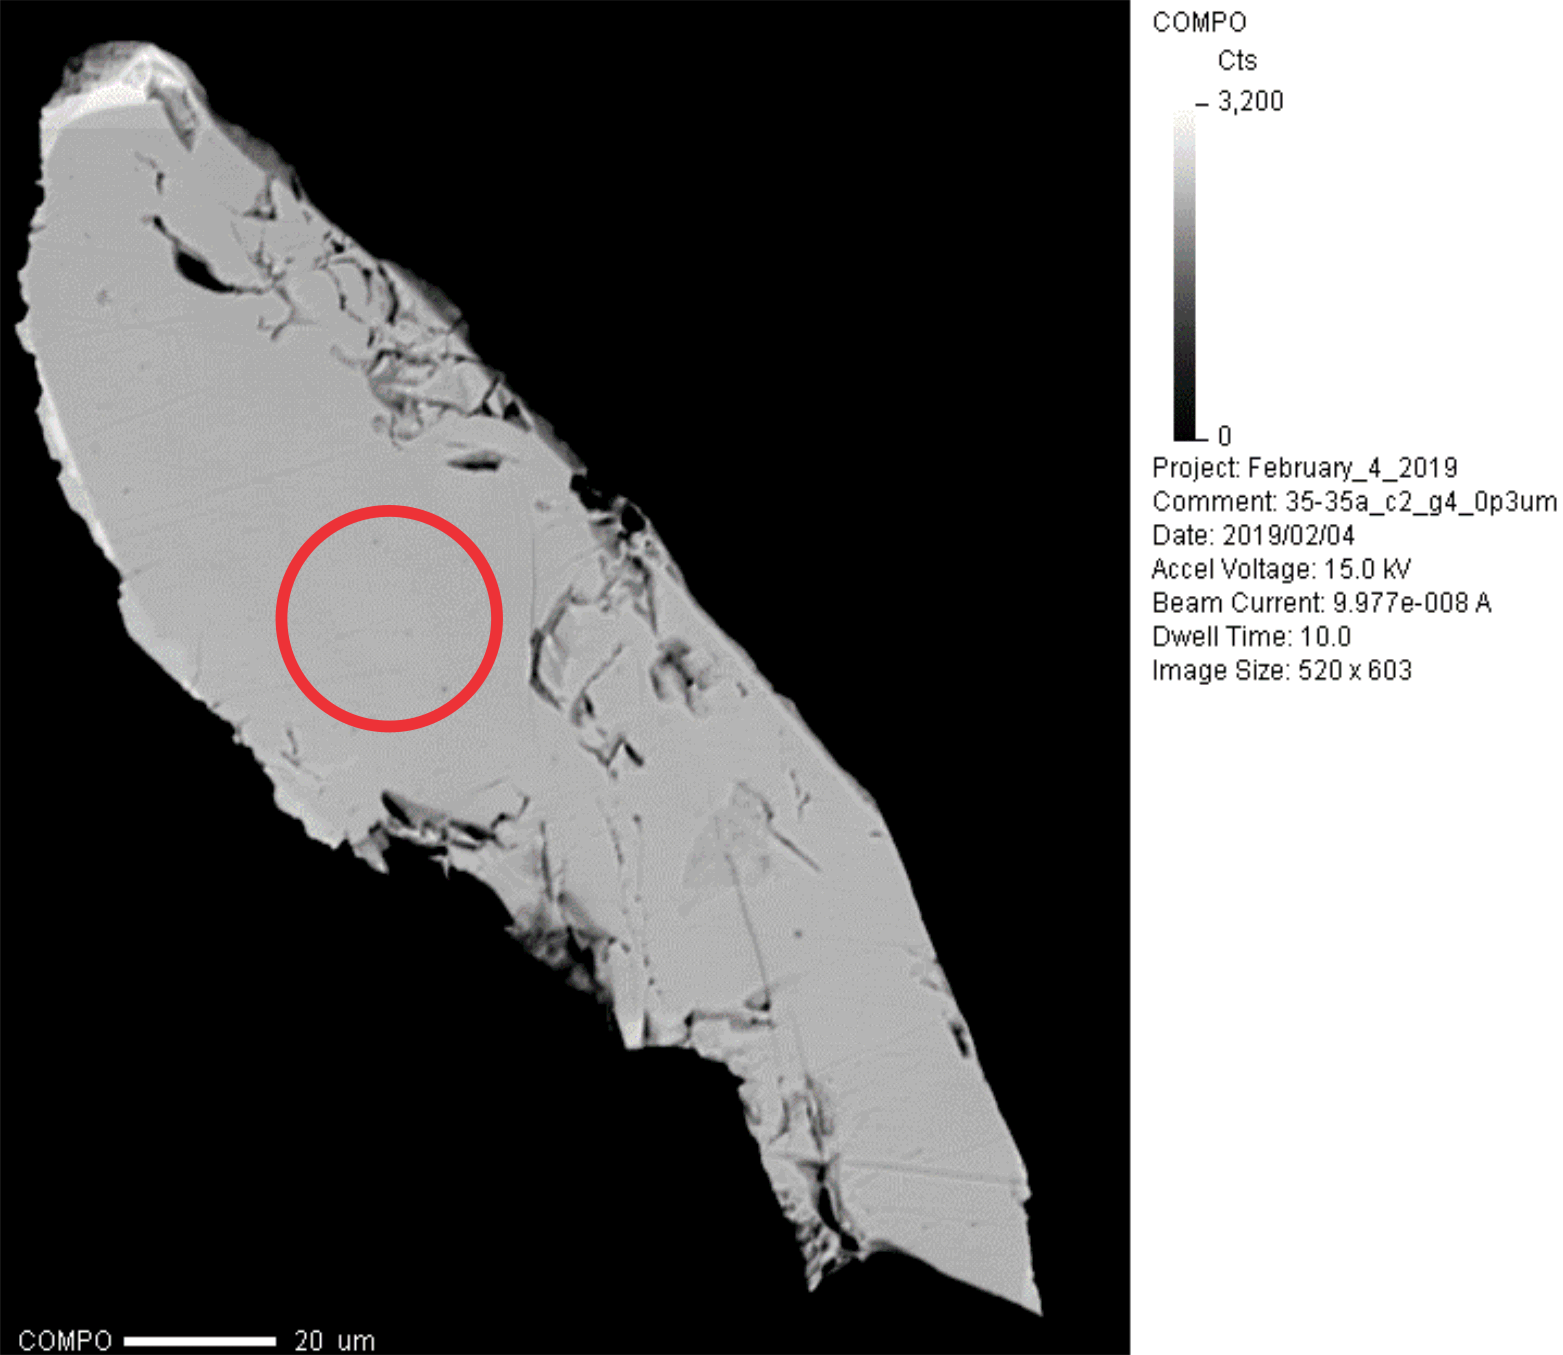 COMPO
Cts
3,200
0
Project: February_4_2019
Comment: 35-35a_c2_g4_0p3um
Date: 2019/02/04
Accel Voltage: 15.0 kV
Beam Current: 9.977e-008 A
Dwell Time: 10.0
Image Size: 520 x 603
COMPO 20 um